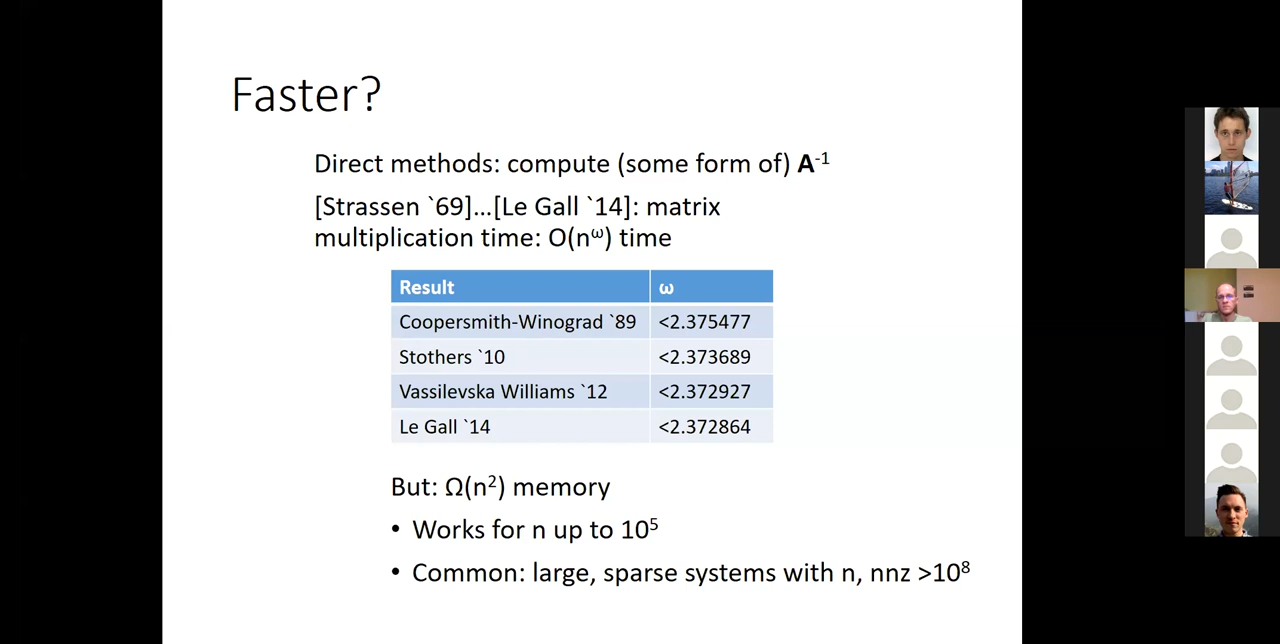 Faster?
Direct methods: compute (some form of) A⁻¹
[Strassen `69]...[Le Gall `14]: matrix
multiplication time: O(n^ω) time
Result ω
Coopersmith-Winograd `89 <2.375477
Stothers `10 <2.373689
Vassilevska Williams `12 <2.372927
Le Gall `14 <2.372864
But: Ω(n²) memory
• Works for n up to 10⁵
• Common: large, sparse systems with n, nnz >10⁸